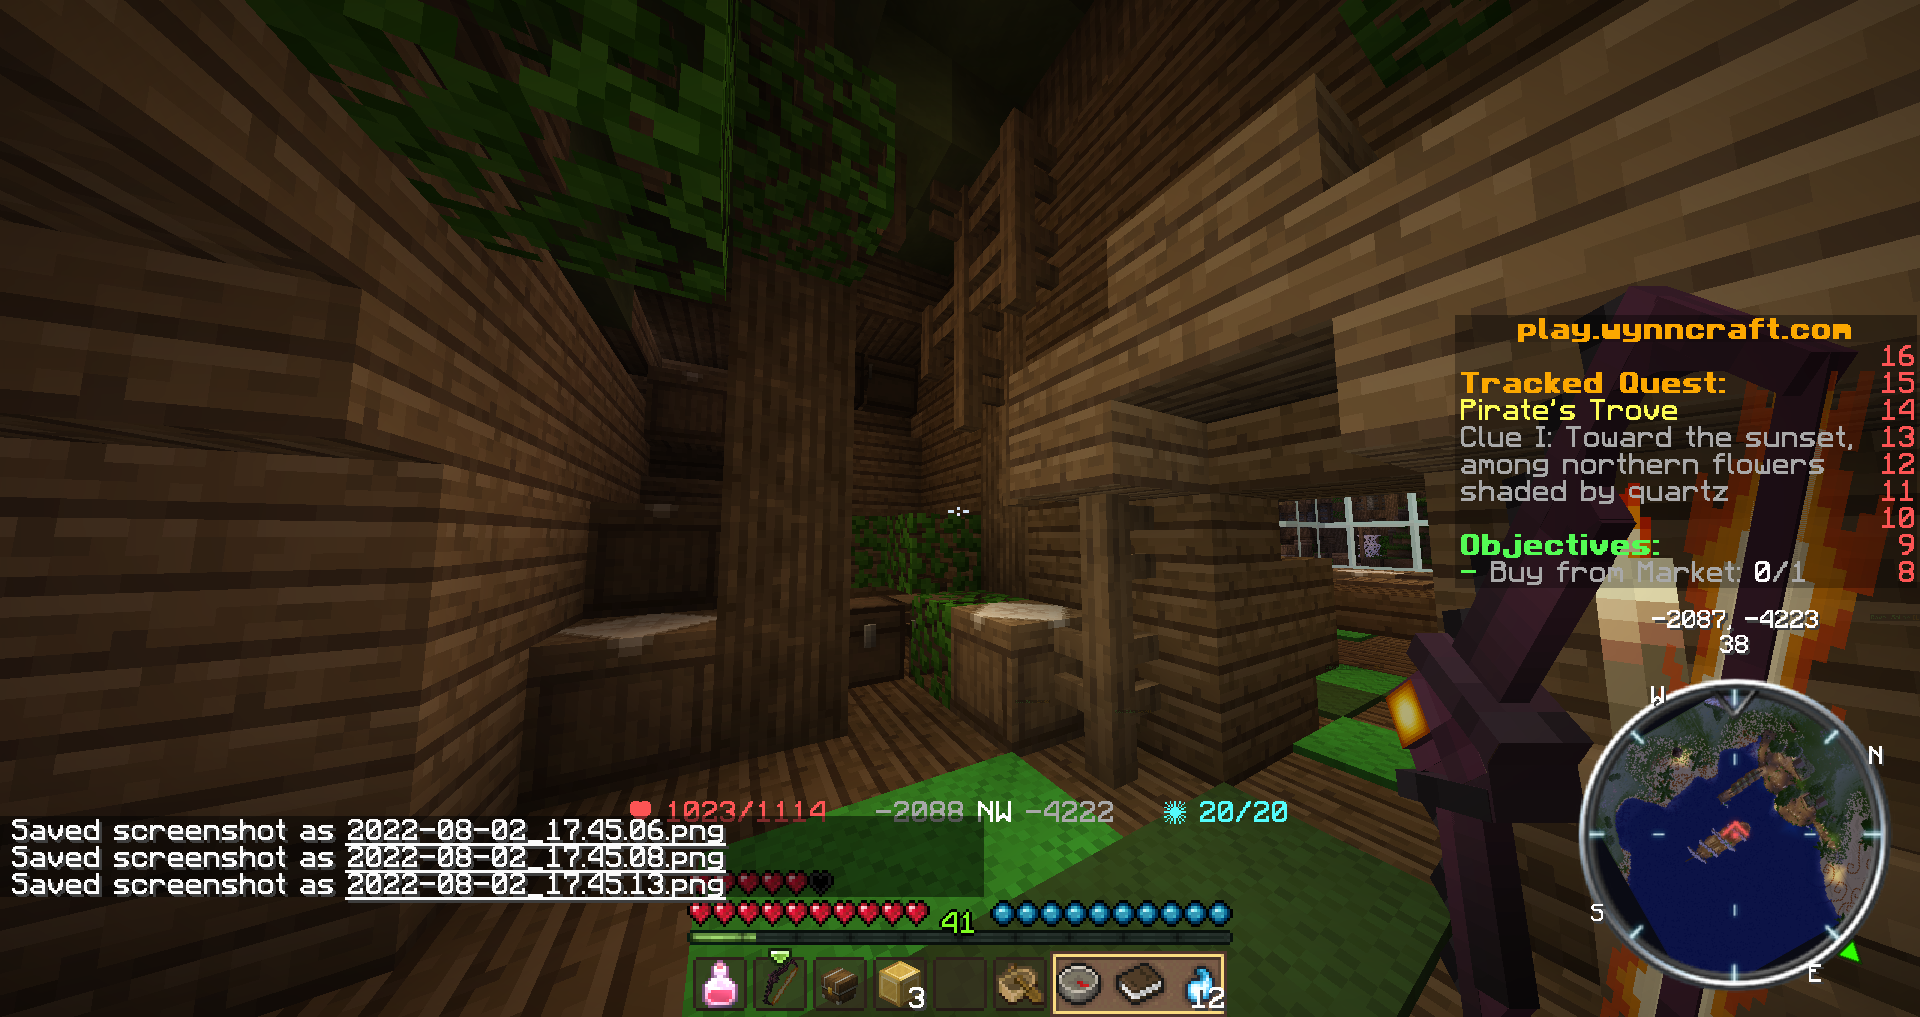 play.wynncraft.com
16
Tracked Quest: 15
Pirate's Trove 14
Clue I: Toward the sunset, 13
among northern flowers 12
shaded by quartz 11
10
Objectives: 9
- Buy from Market: 0/1 8
-2087, -4223
38
W
N
S
E
1023/1114 -2088 NW -4222 20/20
Saved screenshot as 2022-08-02_17.45.06.png
Saved screenshot as 2022-08-02_17.45.08.png
Saved screenshot as 2022-08-02_17.45.13.png
41
3
12